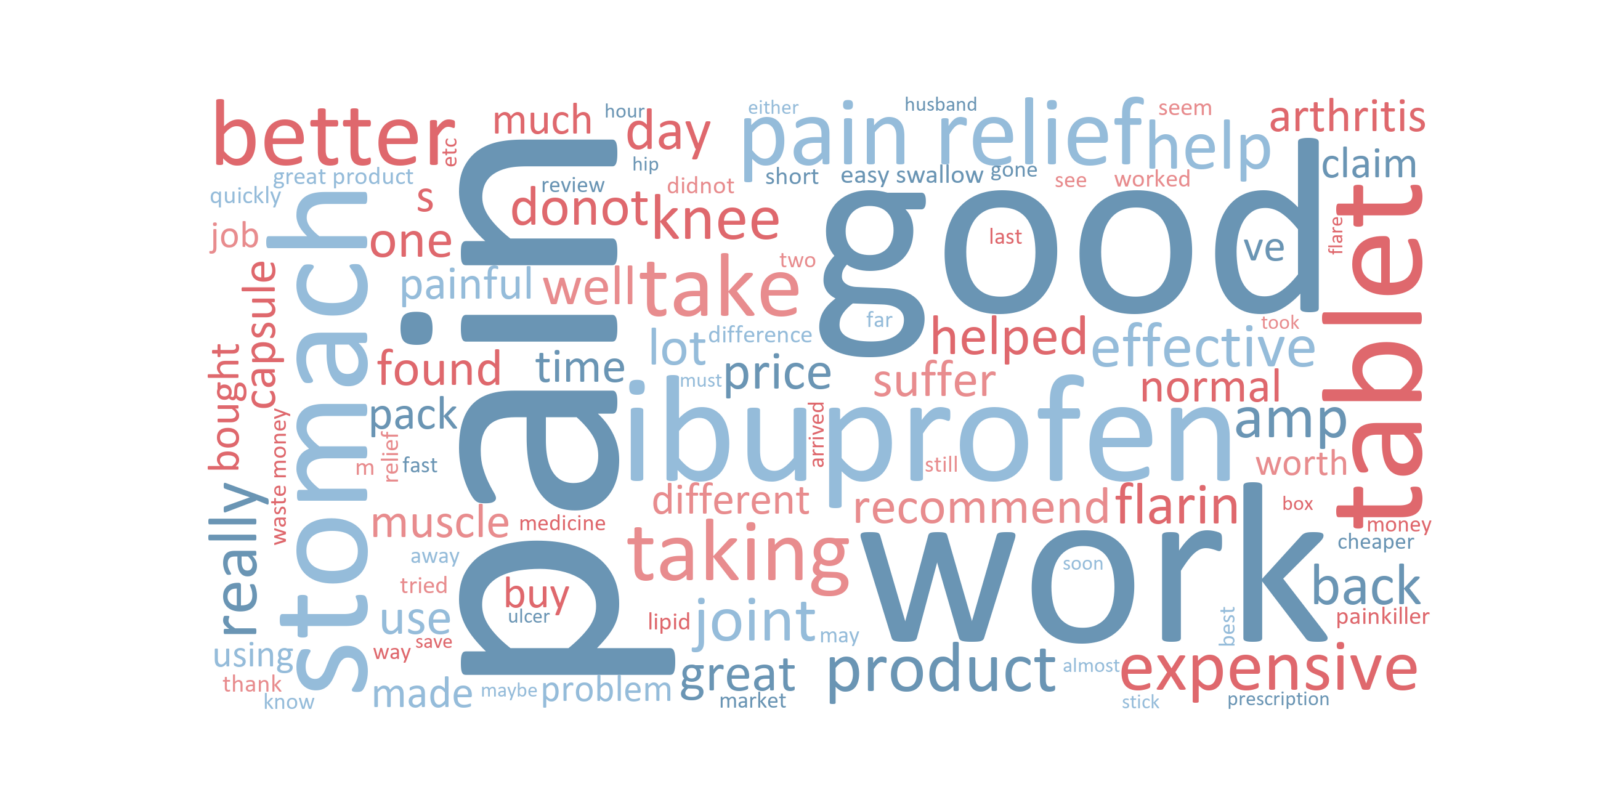 better
etc
much
hour
day
either
husband
pain relief
seem
arthritis
help
claim
hip
great product
quickly
s
review
didnot
short
easy swallow
gone
see
worked
job
one
donot
knee
good
last
ve
flare
tablet
stomach
pain
painful
well
take
two
far
took
capsule
bought
found
time
lot
difference
must
price
helped
effective
suffer
normal
pack
ibuprofen
arrived
amp
waste money
m
relief
fast
still
worth
really
different
recommend
flarin
box
money
cheaper
muscle
medicine
away
taking
work
soon
back
tried
buy
ulcer
use
lipid
joint
may
best
painkiller
save
way
using
thank
know
made
maybe
problem
great
market
product
almost
expensive
stick
prescription